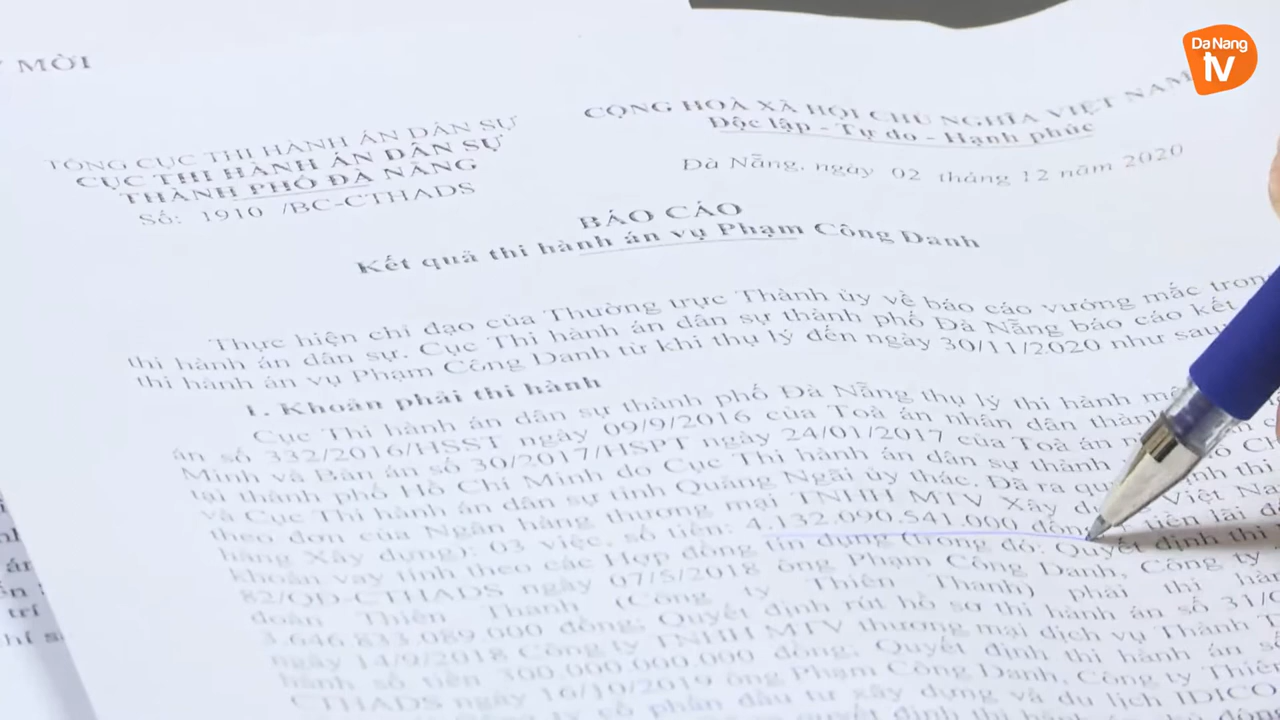 Da Nang
tv
MỜI
TỔNG CỤC THI HÀNH ÁN DÂN SỰ
CỤC THI HÀNH ÁN DÂN SỰ
THÀNH PHỐ ĐÀ NẴNG
Số: 1910 /BC-CTHADS
CỘNG HOÀ XÃ HỘI CHỦ NGHĨA VIỆT NAM
Độc lập - Tự do - Hạnh phúc
Đà Nẵng, ngày 02 tháng 12 năm 2020
BÁO CÁO
Kết quả thi hành án vụ Phạm Công Danh
Thực hiện chỉ đạo của Thường trực Thành ủy về báo cáo vướng mắc
thi hành án dân sự. Cục Thi hành án dân sự thành phố Đà Nẵng báo cáo kết
thi hành án vụ Phạm Công Danh từ khi thụ lý đến ngày 30/11/2020 như sau
1. Khoản phải thi hành
Cục Thi hành án dân sự thành phố Đà Nẵng thụ lý thi hành
án số 332/2016/HSST ngày 09/9/2016 của Toà án nhân dân thành
Minh và Bản án số 30/2017/HSPT ngày 24/01/2017 của Toà án
tại thành phố Hồ Chí Minh do Cục Thi hành án dân sự thành
và Cục Thi hành án dân sự tỉnh Quảng Ngãi ủy thác. Đã ra
theo đơn của Ngân hàng thương mại TNHH MTV Xây Việt
hàng Xây dựng): 03 việc, số tiền: 4.132.090.541.000 tiền lãi
khoản vay tính theo các Hợp đồng tín dụng (trong đó: Quyết định thi
82/QĐ-CTHADS ngày 07/5/2018 ông Phạm Công Danh, Công ty
đoàn Thiên Thanh (Công ty Thiên Thanh) phải thi
3.646.833.089.000 đồng; Quyết định rút hồ sơ thi hành án số
ngày 14/9/2018 Công ty TNHH MTV thương mại dịch vụ Thành
hành số tiền 300.000.000.000 đồng; Quyết định thi hành án số
CTHADS ngày 16/10/2019 ông Phạm Công Danh, Công ty Thiên
Công ty cổ phần đầu tư xây dựng và du lịch IDICO